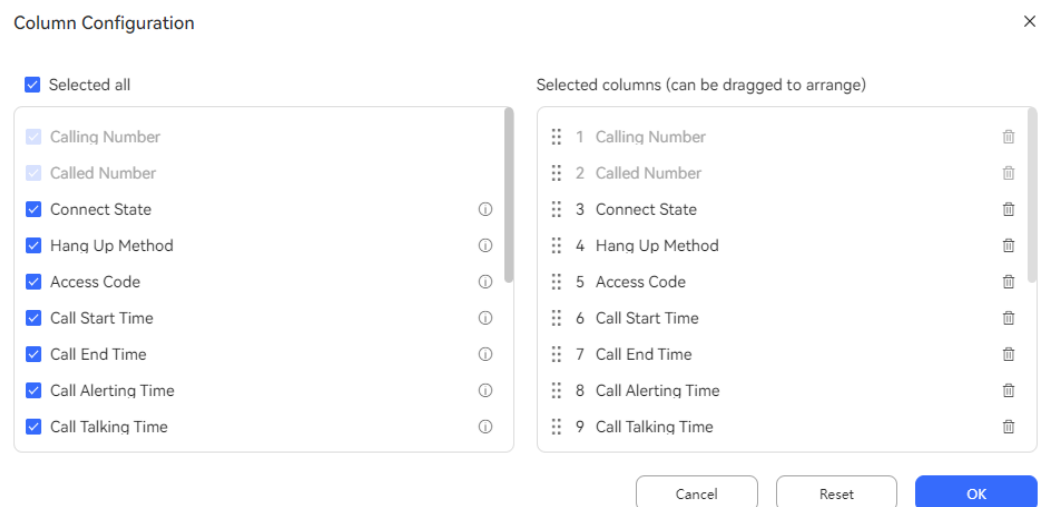 Column Configuration
Selected all
Calling Number
Called Number
Connect State
Hang Up Method
Access Code
Call Start Time
Call End Time
Call Alerting Time
Call Talking Time
Selected columns (can be dragged to arrange)
1 Calling Number
2 Called Number
3 Connect State
4 Hang Up Method
5 Access Code
6 Call Start Time
7 Call End Time
8 Call Alerting Time
9 Call Talking Time
Cancel
Reset
OK